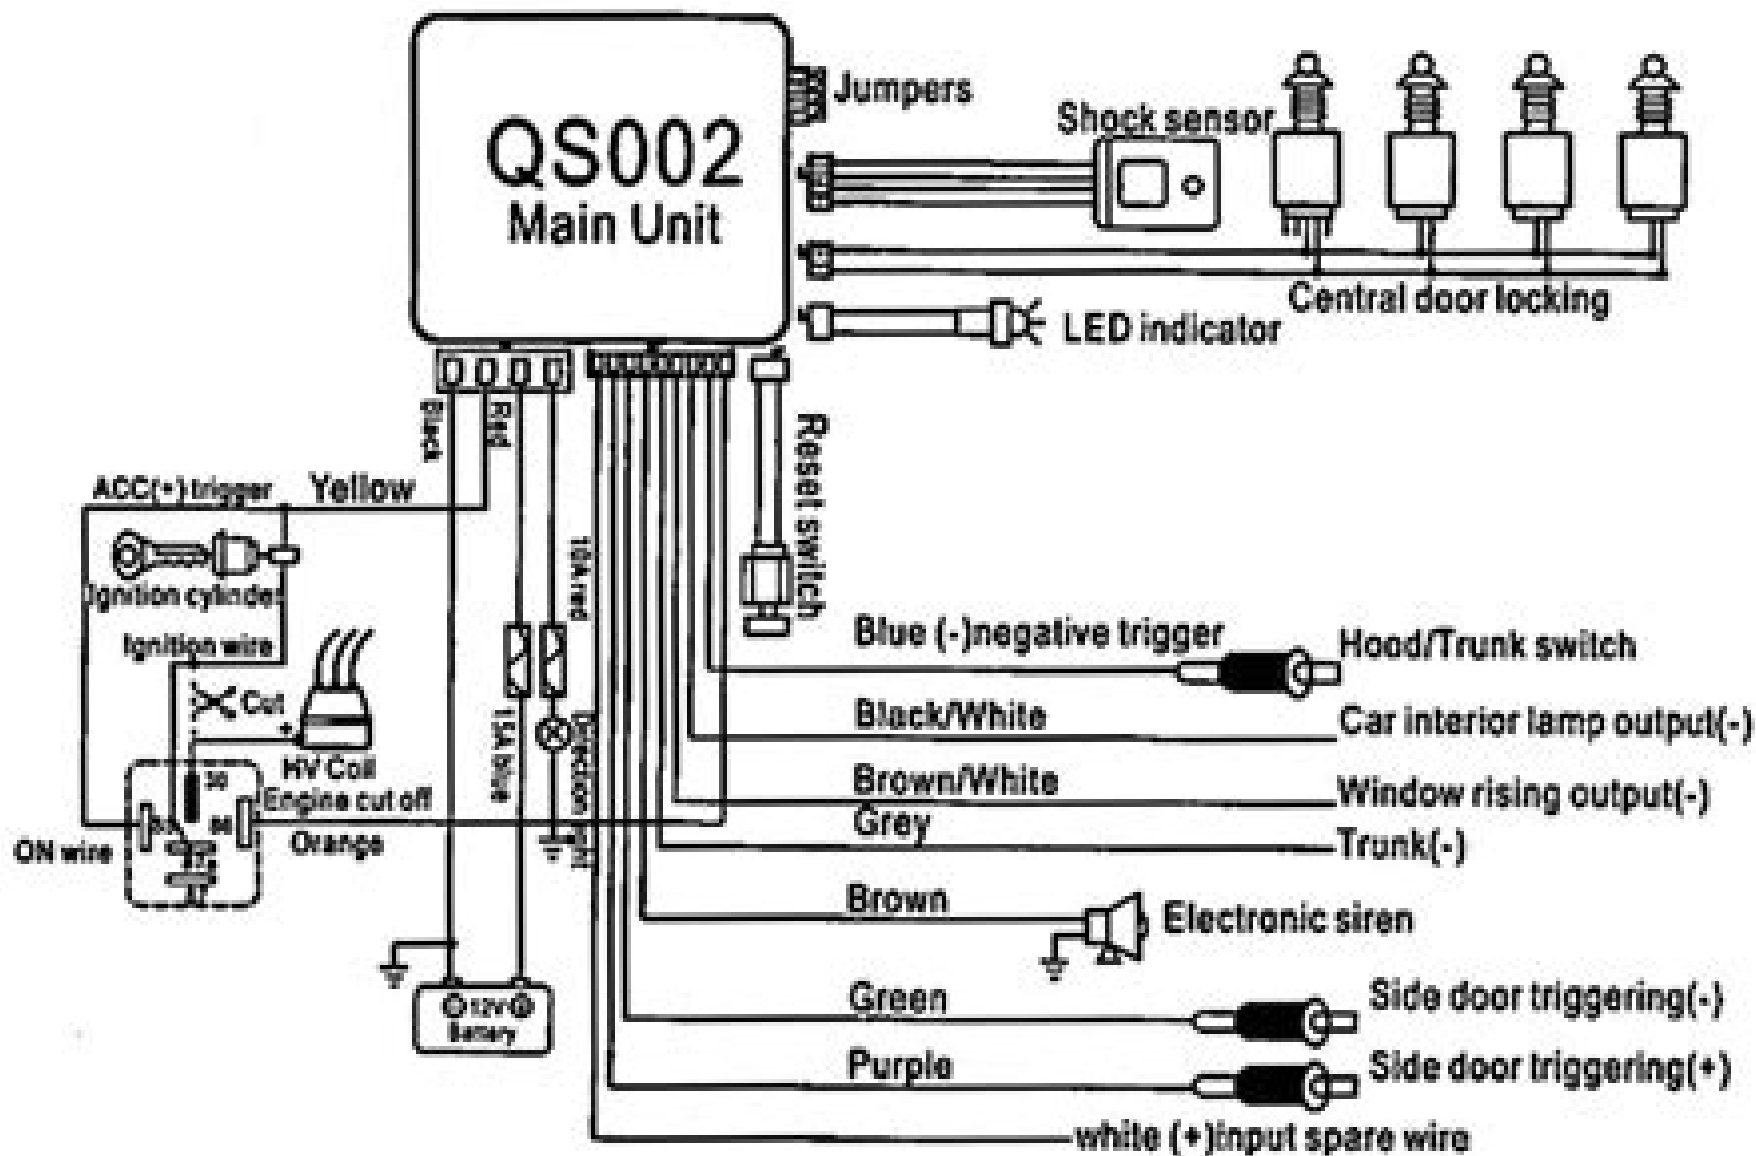 QS002
Main Unit
Jumpers
Shock sensor
Central door locking
LED indicator
Black
Red
Reset switch
ACC(+) trigger
Yellow
Ignition cylinder
Ignition wire
Cut
+
HV Coil
30
Engine cut off
86
Orange
ON wire
10A red
15A blue
Direction light
12V
Battery
Blue (-)negative trigger
Hood/Trunk switch
Black/White
Car interior lamp output(-)
Brown/White
Window rising output(-)
Grey
Trunk(-)
Brown
Electronic siren
Green
Side door triggering(-)
Purple
Side door triggering(+)
white (+)input spare wire